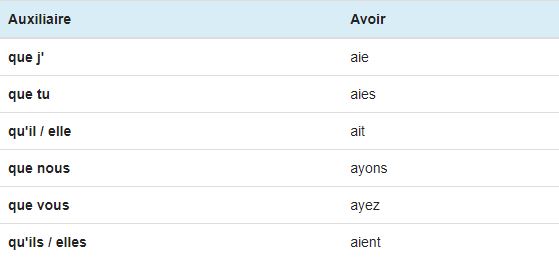 Auxiliaire Avoir
que j' aie
que tu aies
qu'il / elle ait
que nous ayons
que vous ayez
qu'ils / elles aient